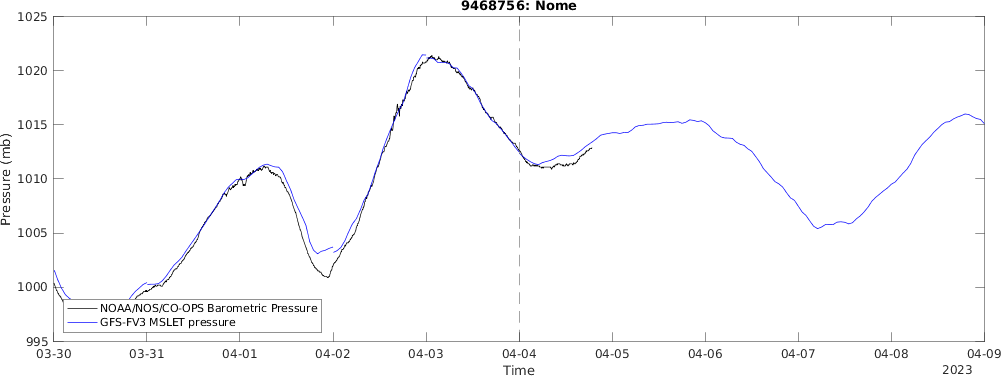 9468756: Nome
1025
1020
1015
1010
1005
1000
995
Pressure (mb)
NOAA/NOS/CO-OPS Barometric Pressure
GFS-FV3 MSLET pressure
03-30 03-31 04-01 04-02 04-03 04-04 04-05 04-06 04-07 04-08 04-09
Time
2023